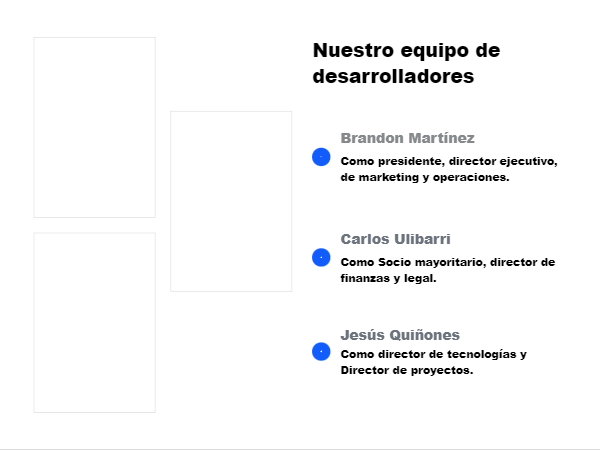 Nuestro equipo de
desarrolladores
Brandon Martínez
Como presidente, director ejecutivo,
de marketing y operaciones.
Carlos Ulibarri
Como Socio mayoritario, director de
finanzas y legal.
Jesús Quiñones
Como director de tecnologías y
Director de proyectos.